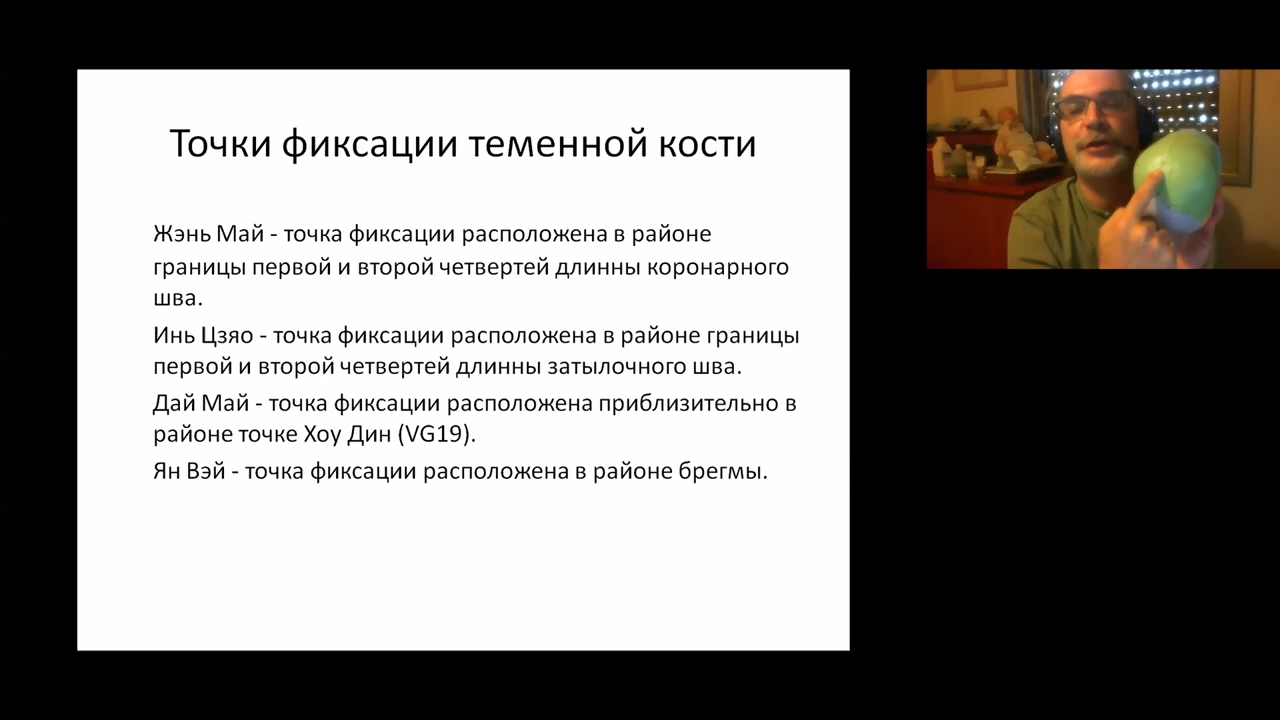 Точки фиксации теменной кости
Жэнь Май - точка фиксации расположена в районе
границы первой и второй четвертей длинны коронарного
шва.
Инь Цзяо - точка фиксации расположена в районе границы
первой и второй четвертей длинны затылочного шва.
Дай Май - точка фиксации расположена приблизительно в
районе точке Хоу Дин (VG19).
Ян Вэй - точка фиксации расположена в районе брегмы.